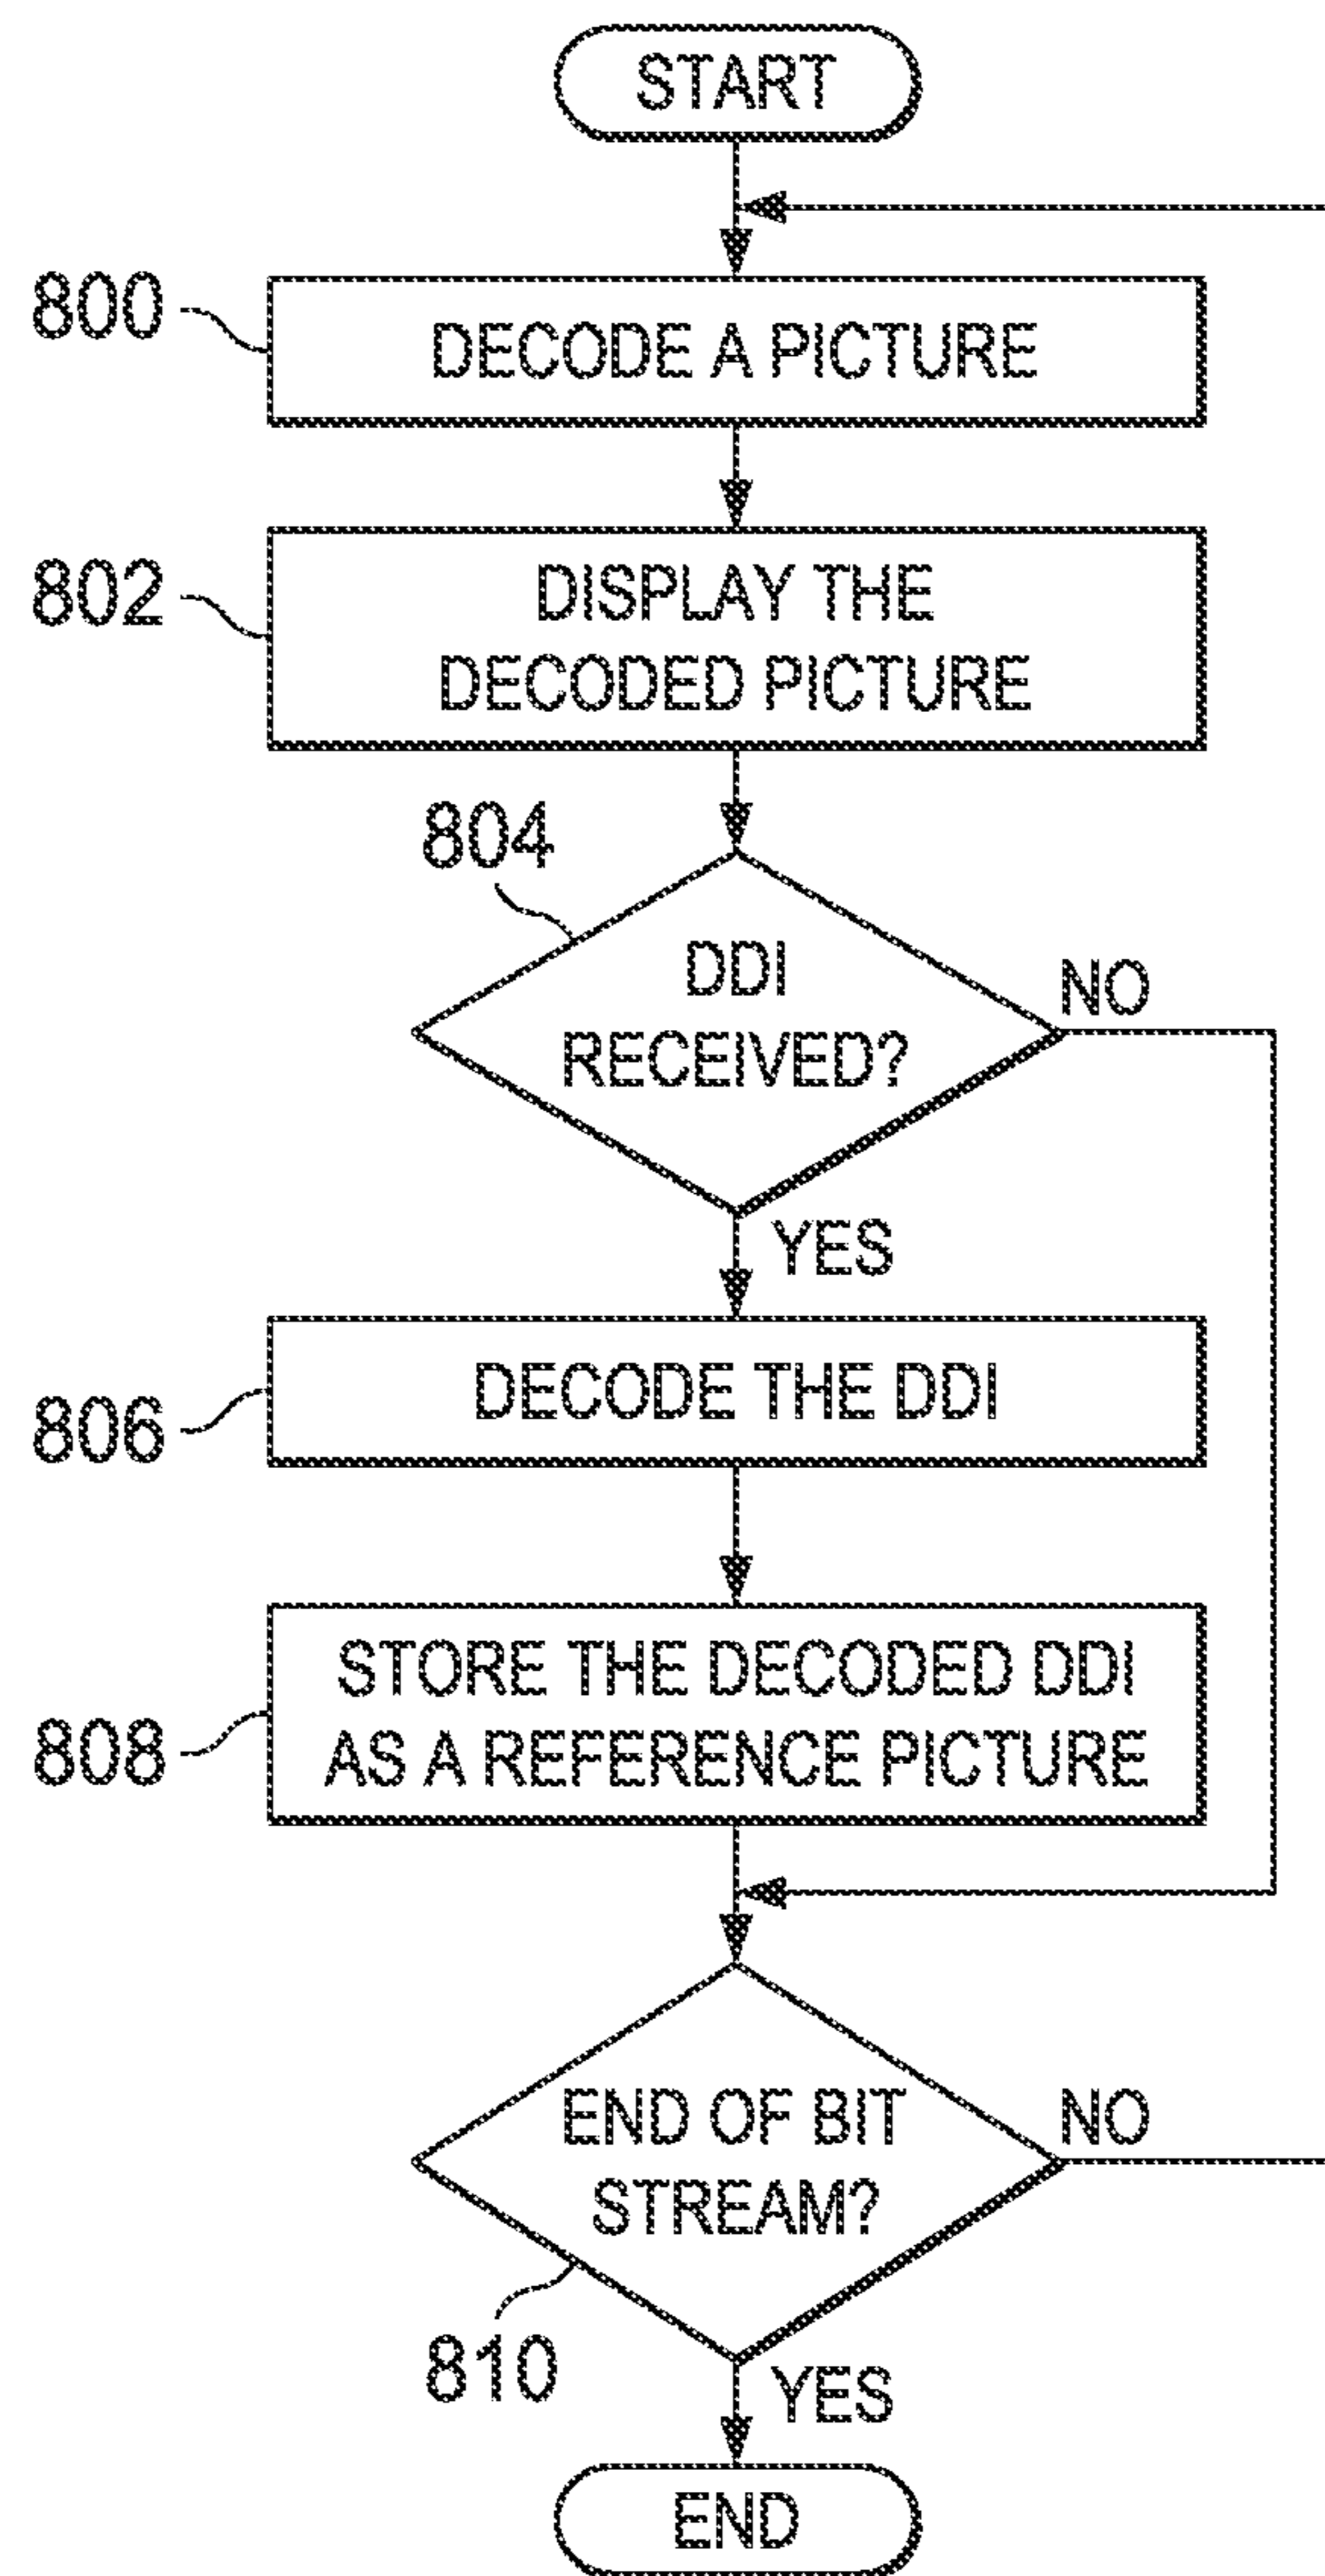 START
800
DECODE A PICTURE
802
DISPLAY THE
DECODED PICTURE
804
DDI
RECEIVED?
NO
YES
806
DECODE THE DDI
808
STORE THE DECODED DDI
AS A REFERENCE PICTURE
END OF BIT
STREAM?
NO
810
YES
END